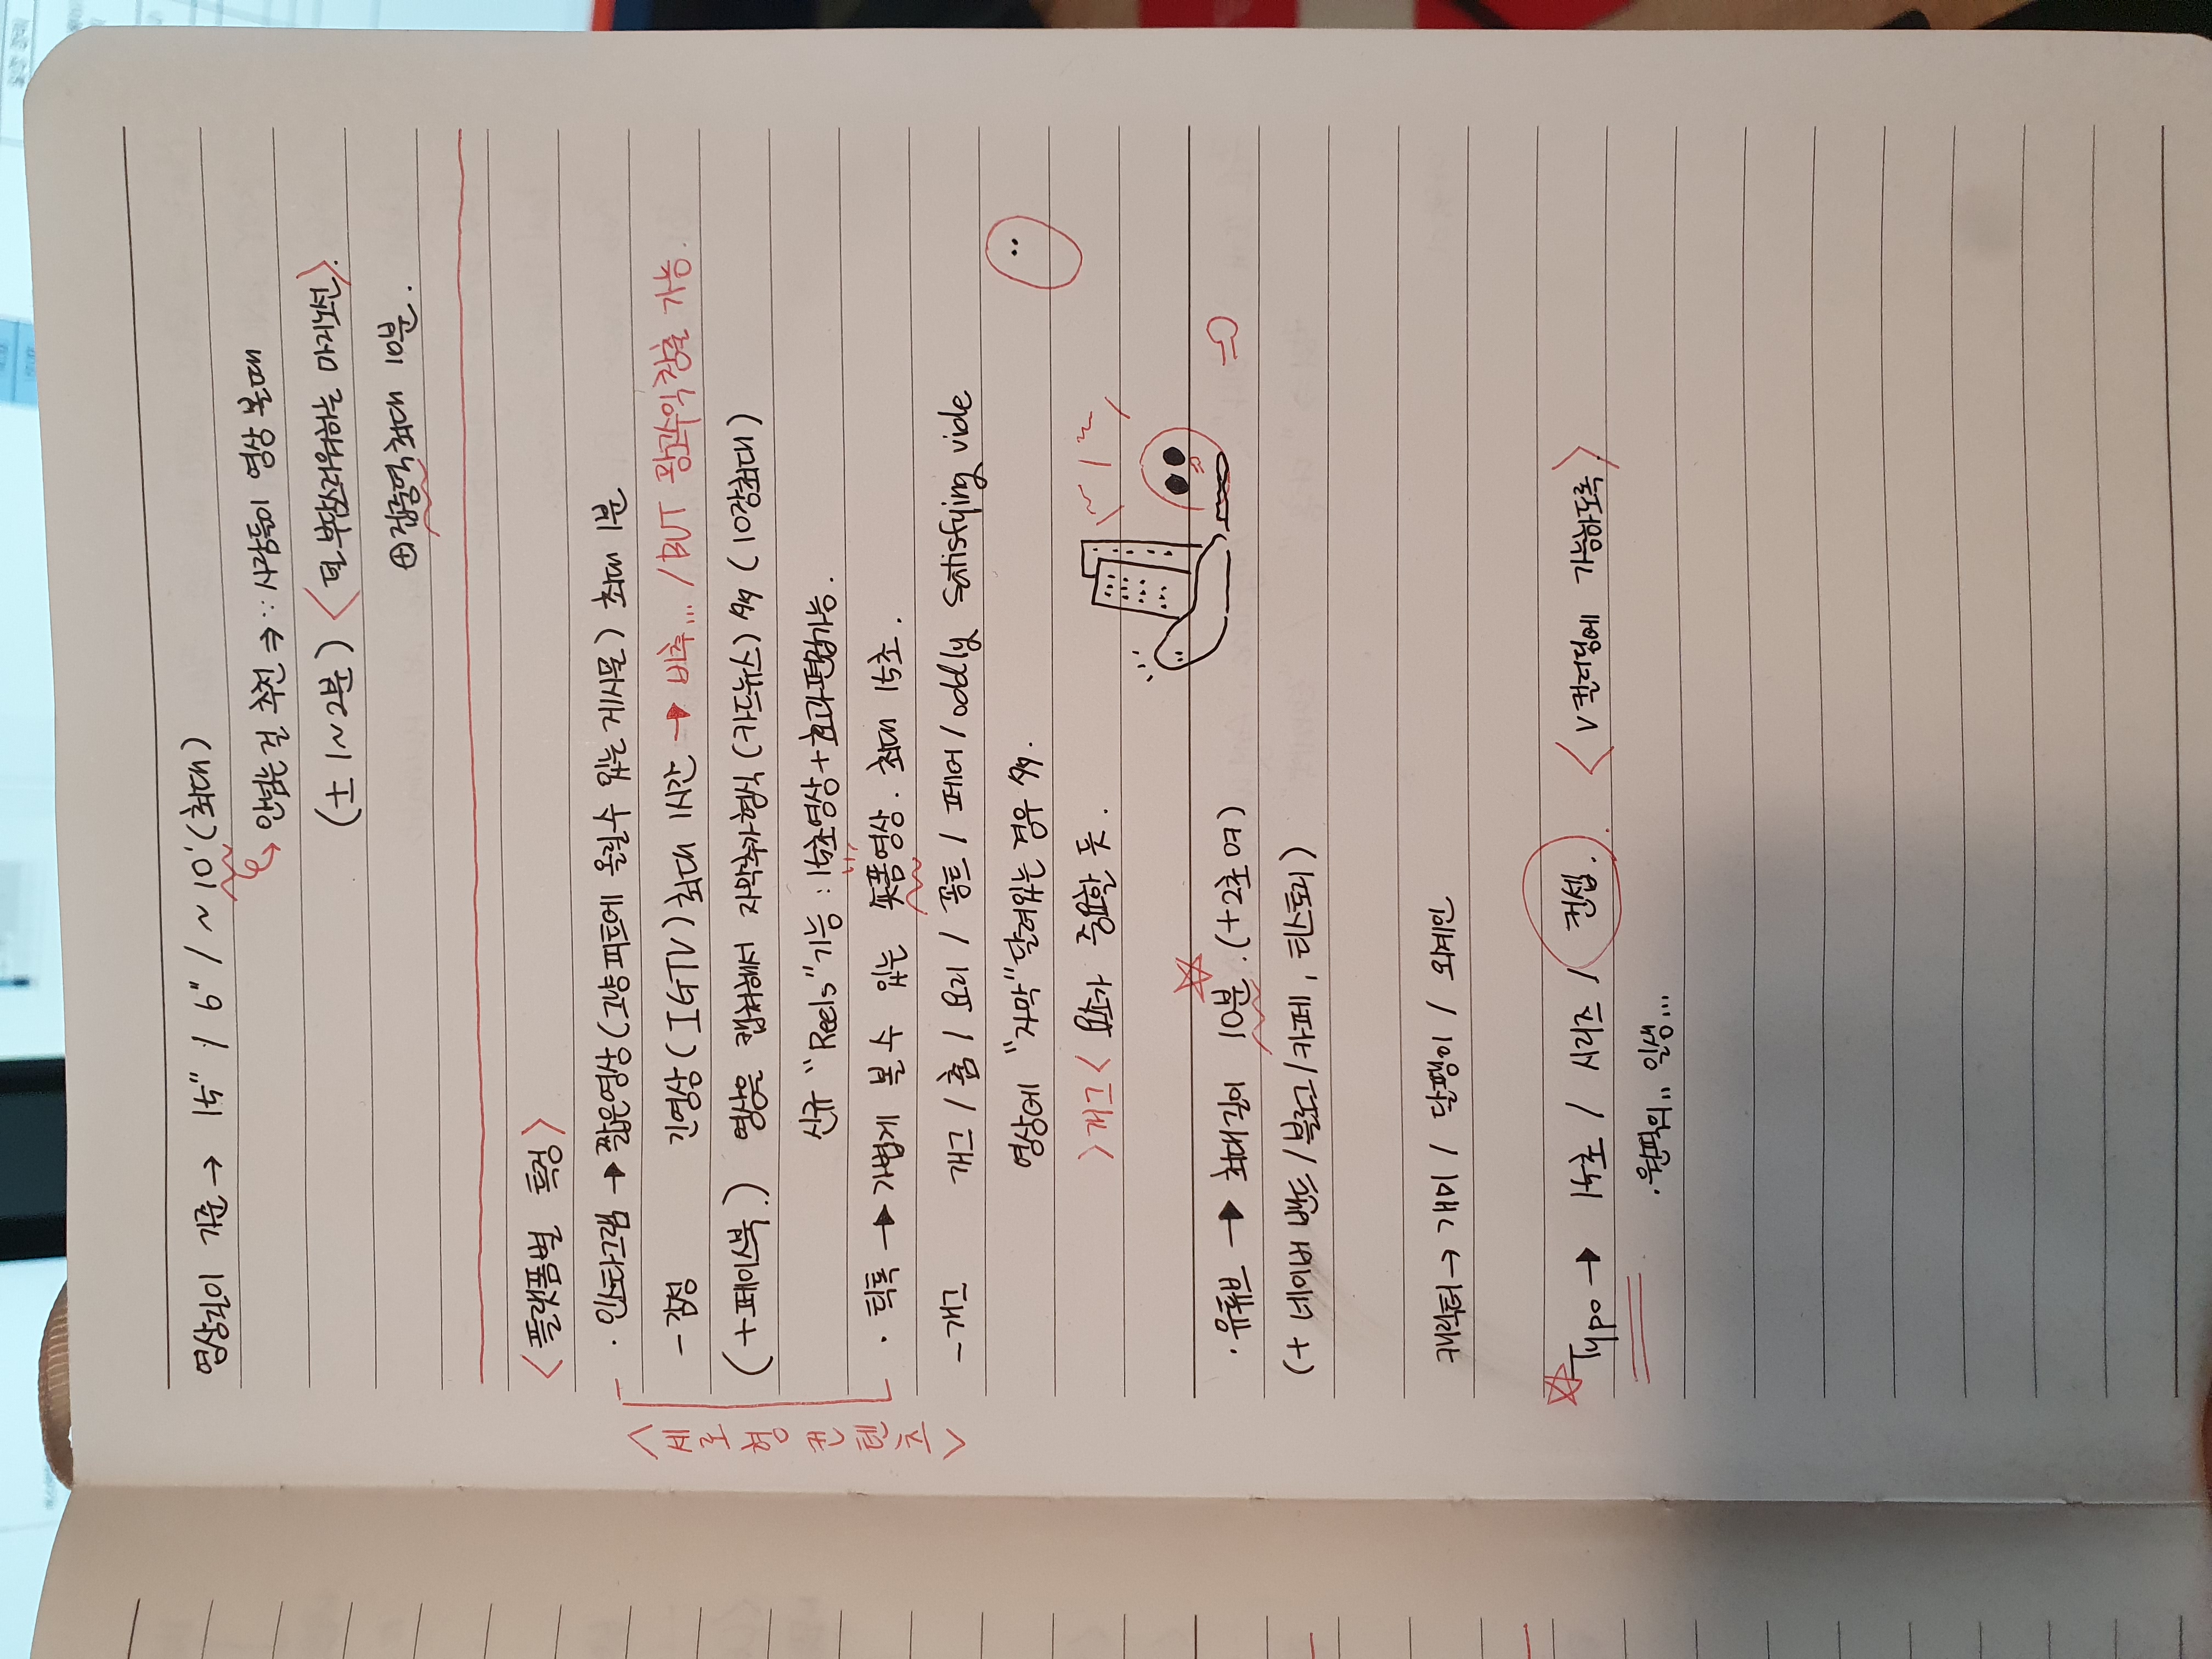 영상길이 기준 → 15" / 6" / ~ 10' (최대)
안넘는 걸 추천 ⇒ ∵ 사람들이 영상 볼때
(± 1~2분) < 덜 부담스러워하는 마지노선 >.
⊕ 집중력 최대 10분.
< 플랫폼별 특징 >
· 인스타그램 → 짧은영상 (그냥 피드에 올릴수 있는 게시물) 최대 1분
- 감성 긴영상 (IGTV) 최대 1시간 → 비추... / BUT 광고수익 창출 가능.
(+페이스북.) 영상을 캡쳐해서 자막추가형식 (카드뉴스) 多 (10장최대)
신규 "Reels" 기능 : 15초영상 + 효과편집가능.
<세로형 컨텐츠>
· 틱톡 → 가볍게 볼 수 있는 숏폼영상. 최대 15초.
- 개그 개그 / 춤 / 요리 / 꽁트 / 페어 / oddly satisfying vide
영상에 "자막" 달려있는 경우 多.
>개그< 요소가 중요할 듯.
· 유튜브 → 최대길이 10분. (+2초 여)
(+ 네이버 밴드 / 블로그 / 카페, 티스토리)
캐릭터 → 개미 / 달팽이 / 외계인
☆ Typo → 15초 / 시리즈 / 컨셉. < V컬러링에 가능하도록 >
· 원픽의.. 일생...